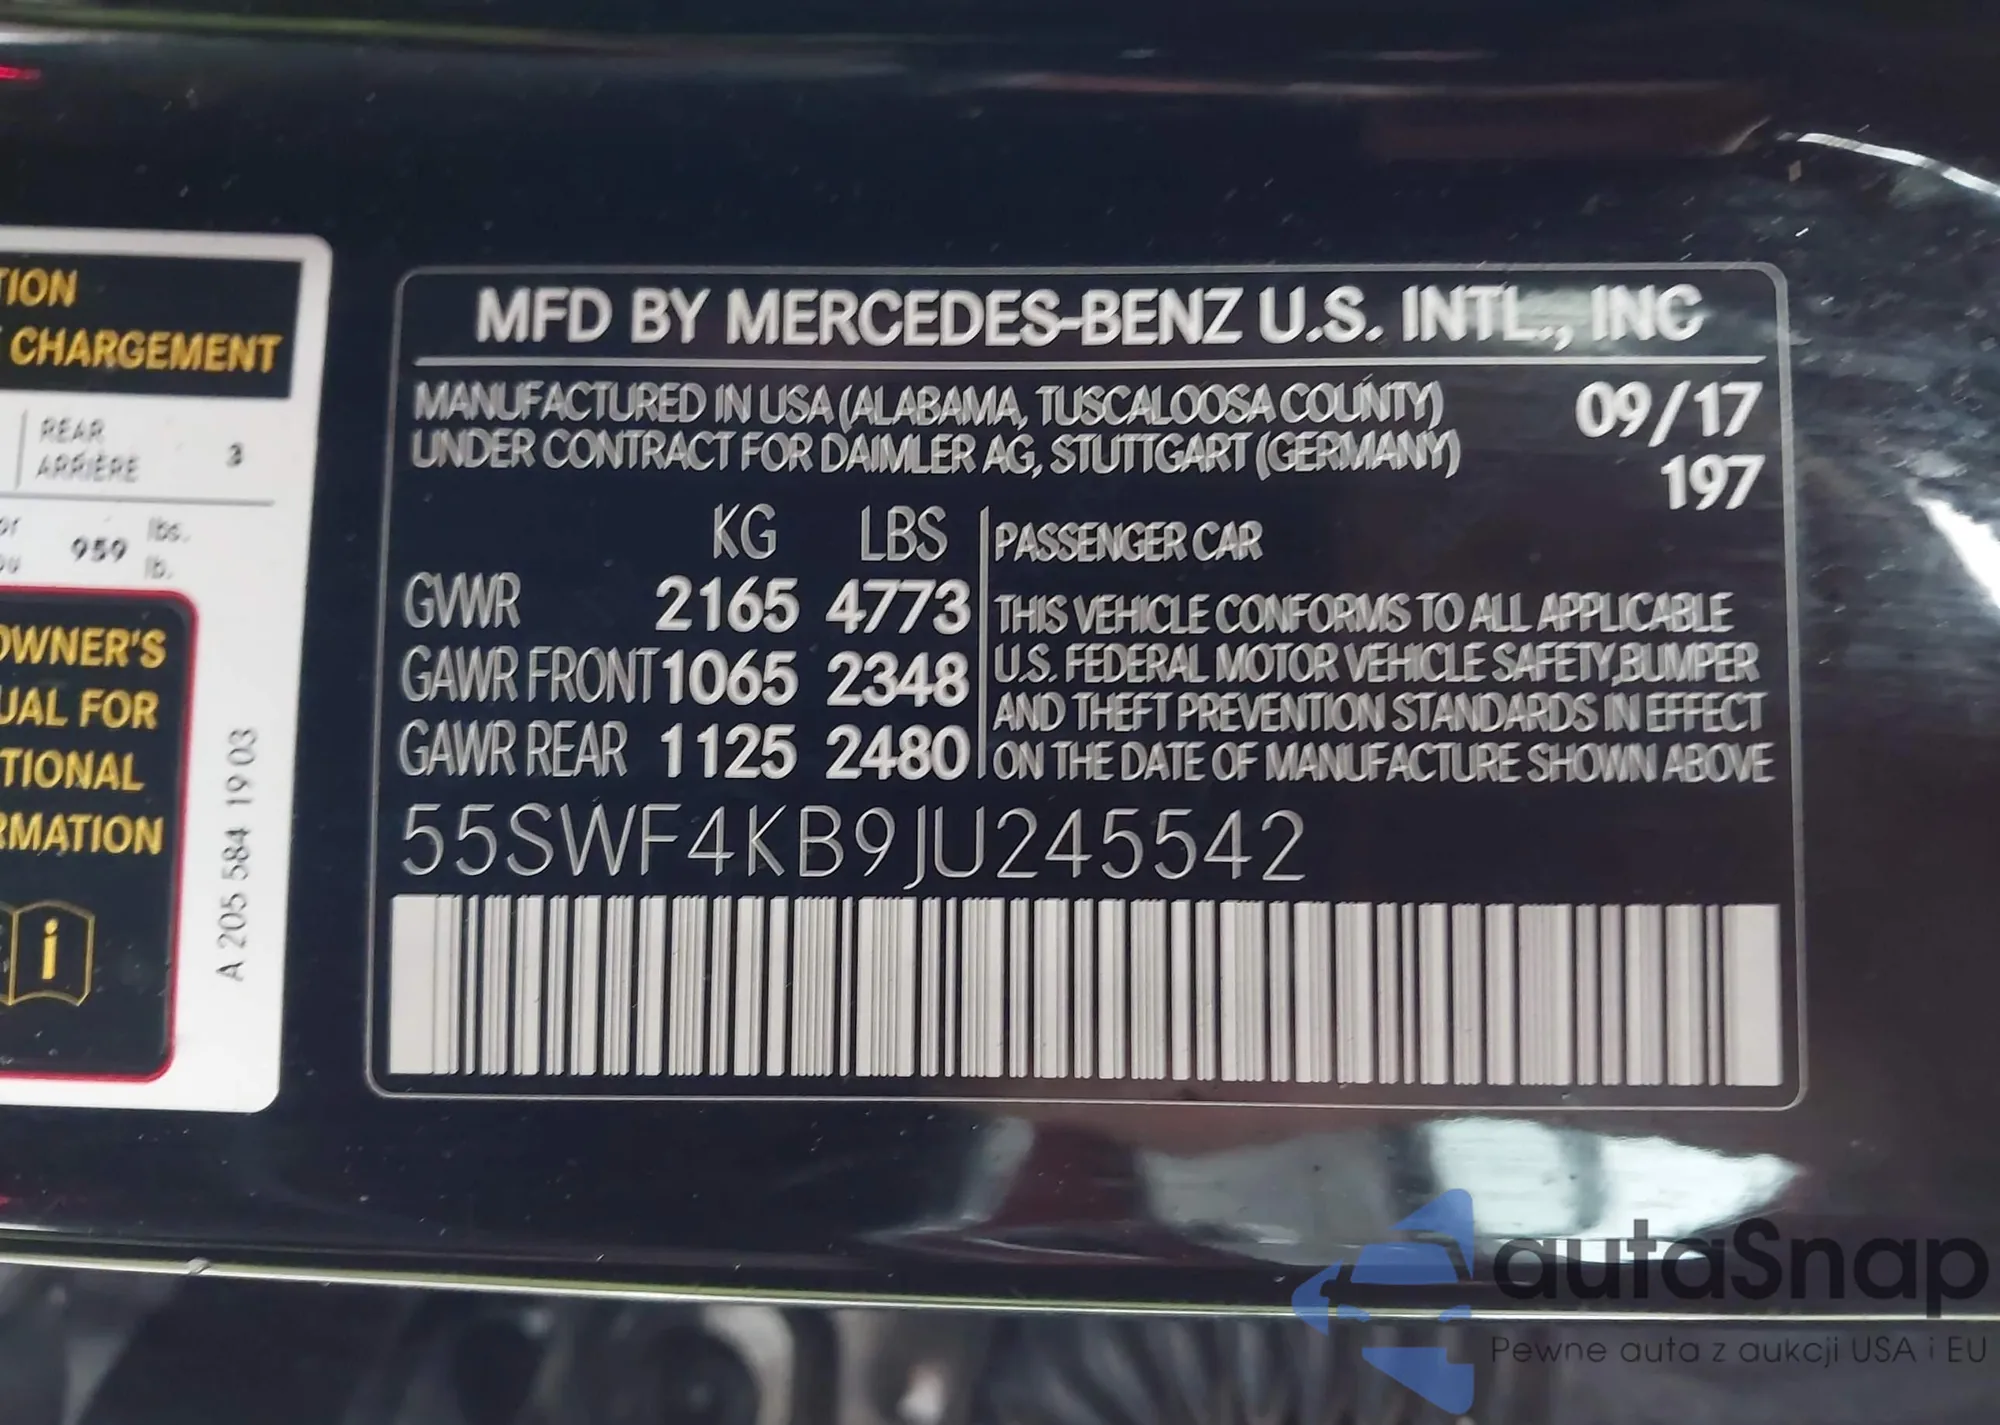 TION
CHARGEMENT
REAR
ARRIÈRE 3
or 959 lbs.
ou lb.
OWNER'S
UAL FOR
TIONAL
RMATION
i
A 205 584 19 03
MFD BY MERCEDES-BENZ U.S. INTL., INC
MANUFACTURED IN USA (ALABAMA, TUSCALOOSA COUNTY) 09/17
UNDER CONTRACT FOR DAIMLER AG, STUTTGART (GERMANY) 197
KG LBS
GVWR 2165 4773
GAWR FRONT 1065 2348
GAWR REAR 1125 2480
PASSENGER CAR
THIS VEHICLE CONFORMS TO ALL APPLICABLE
U.S. FEDERAL MOTOR VEHICLE SAFETY,BUMPER
AND THEFT PREVENTION STANDARDS IN EFFECT
ON THE DATE OF MANUFACTURE SHOWN ABOVE
55SWF4KB9JU245542
autaSnap
Pewne auta z aukcji USA i EU